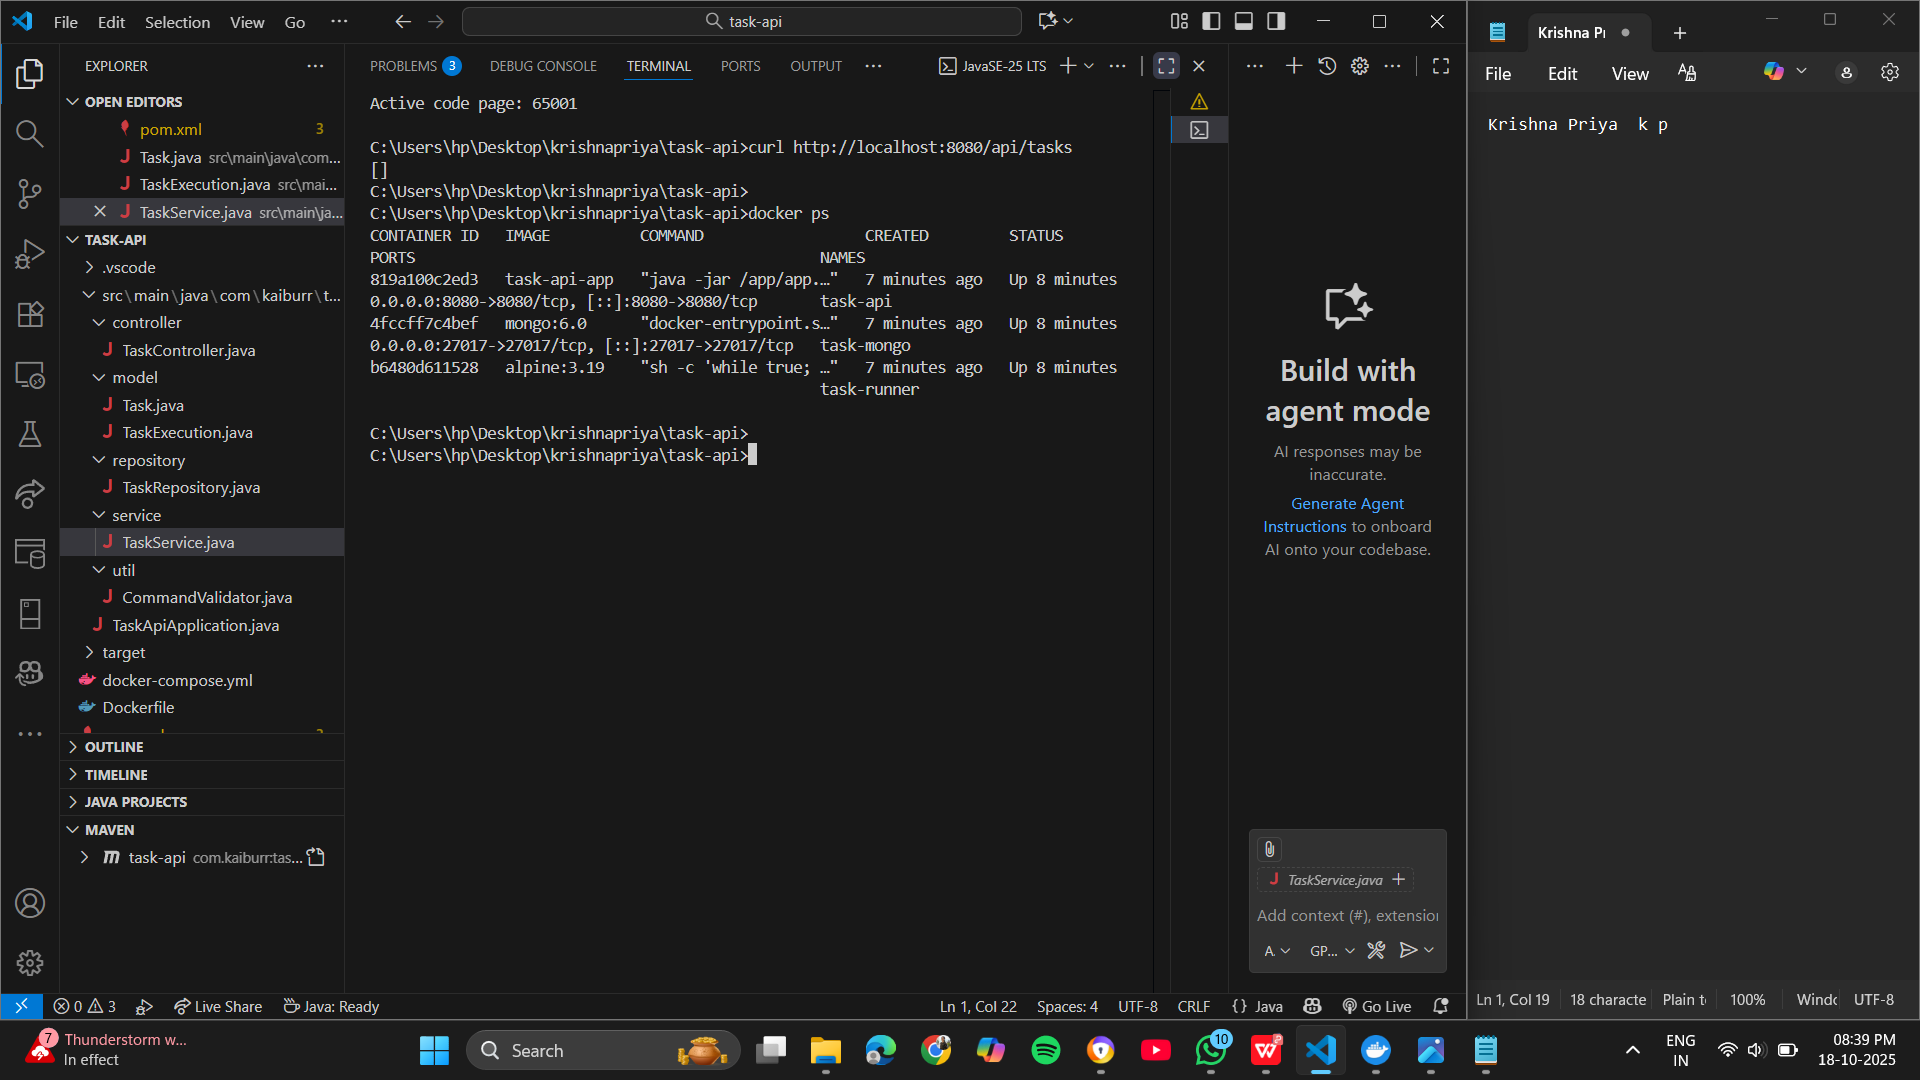 File Edit Selection View Go ··· task-api
EXPLORER ···
OPEN EDITORS
pom.xml 3
Task.java src\main\java\com...
TaskExecution.java src\mai...
TaskService.java src\main\ja...
TASK-API
.vscode
src\main\java\com\kaiburr\t...
controller
TaskController.java
model
Task.java
TaskExecution.java
repository
TaskRepository.java
service
TaskService.java
util
CommandValidator.java
TaskApiApplication.java
target
docker-compose.yml
Dockerfile
OUTLINE
TIMELINE
JAVA PROJECTS
MAVEN
task-api com.kaiburr:tas...
PROBLEMS 3 DEBUG CONSOLE TERMINAL PORTS OUTPUT ··· JavaSE-25 LTS
Active code page: 65001
C:\Users\hp\Desktop\krishnapriya\task-api>curl http://localhost:8080/api/tasks
[]
C:\Users\hp\Desktop\krishnapriya\task-api>
C:\Users\hp\Desktop\krishnapriya\task-api>docker ps
CONTAINER ID IMAGE COMMAND CREATED STATUS
PORTS NAMES
819a100c2ed3 task-api-app "java -jar /app/app.…" 7 minutes ago Up 8 minutes
0.0.0.0:8080->8080/tcp, [::]:8080->8080/tcp task-api
4fccff7c4bef mongo:6.0 "docker-entrypoint.s…" 7 minutes ago Up 8 minutes
0.0.0.0:27017->27017/tcp, [::]:27017->27017/tcp task-mongo
b6480d611528 alpine:3.19 "sh -c 'while true; …" 7 minutes ago Up 8 minutes
task-runner
C:\Users\hp\Desktop\krishnapriya\task-api>
C:\Users\hp\Desktop\krishnapriya\task-api>
Build with
agent mode
AI responses may be
inaccurate.
Generate Agent
Instructions to onboard
AI onto your codebase.
TaskService.java
Add context (#), extension
A. GP...
0 3 Live Share Java: Ready Ln 1, Col 22 Spaces: 4 UTF-8 CRLF {} Java Go Live
Krishna Pr
File Edit View
Krishna Priya  k p
Ln 1, Col 19 18 characte Plain t 100% Windo UTF-8
7 Thunderstorm w...
In effect
Search
10
ENG
IN
08:39 PM
18-10-2025